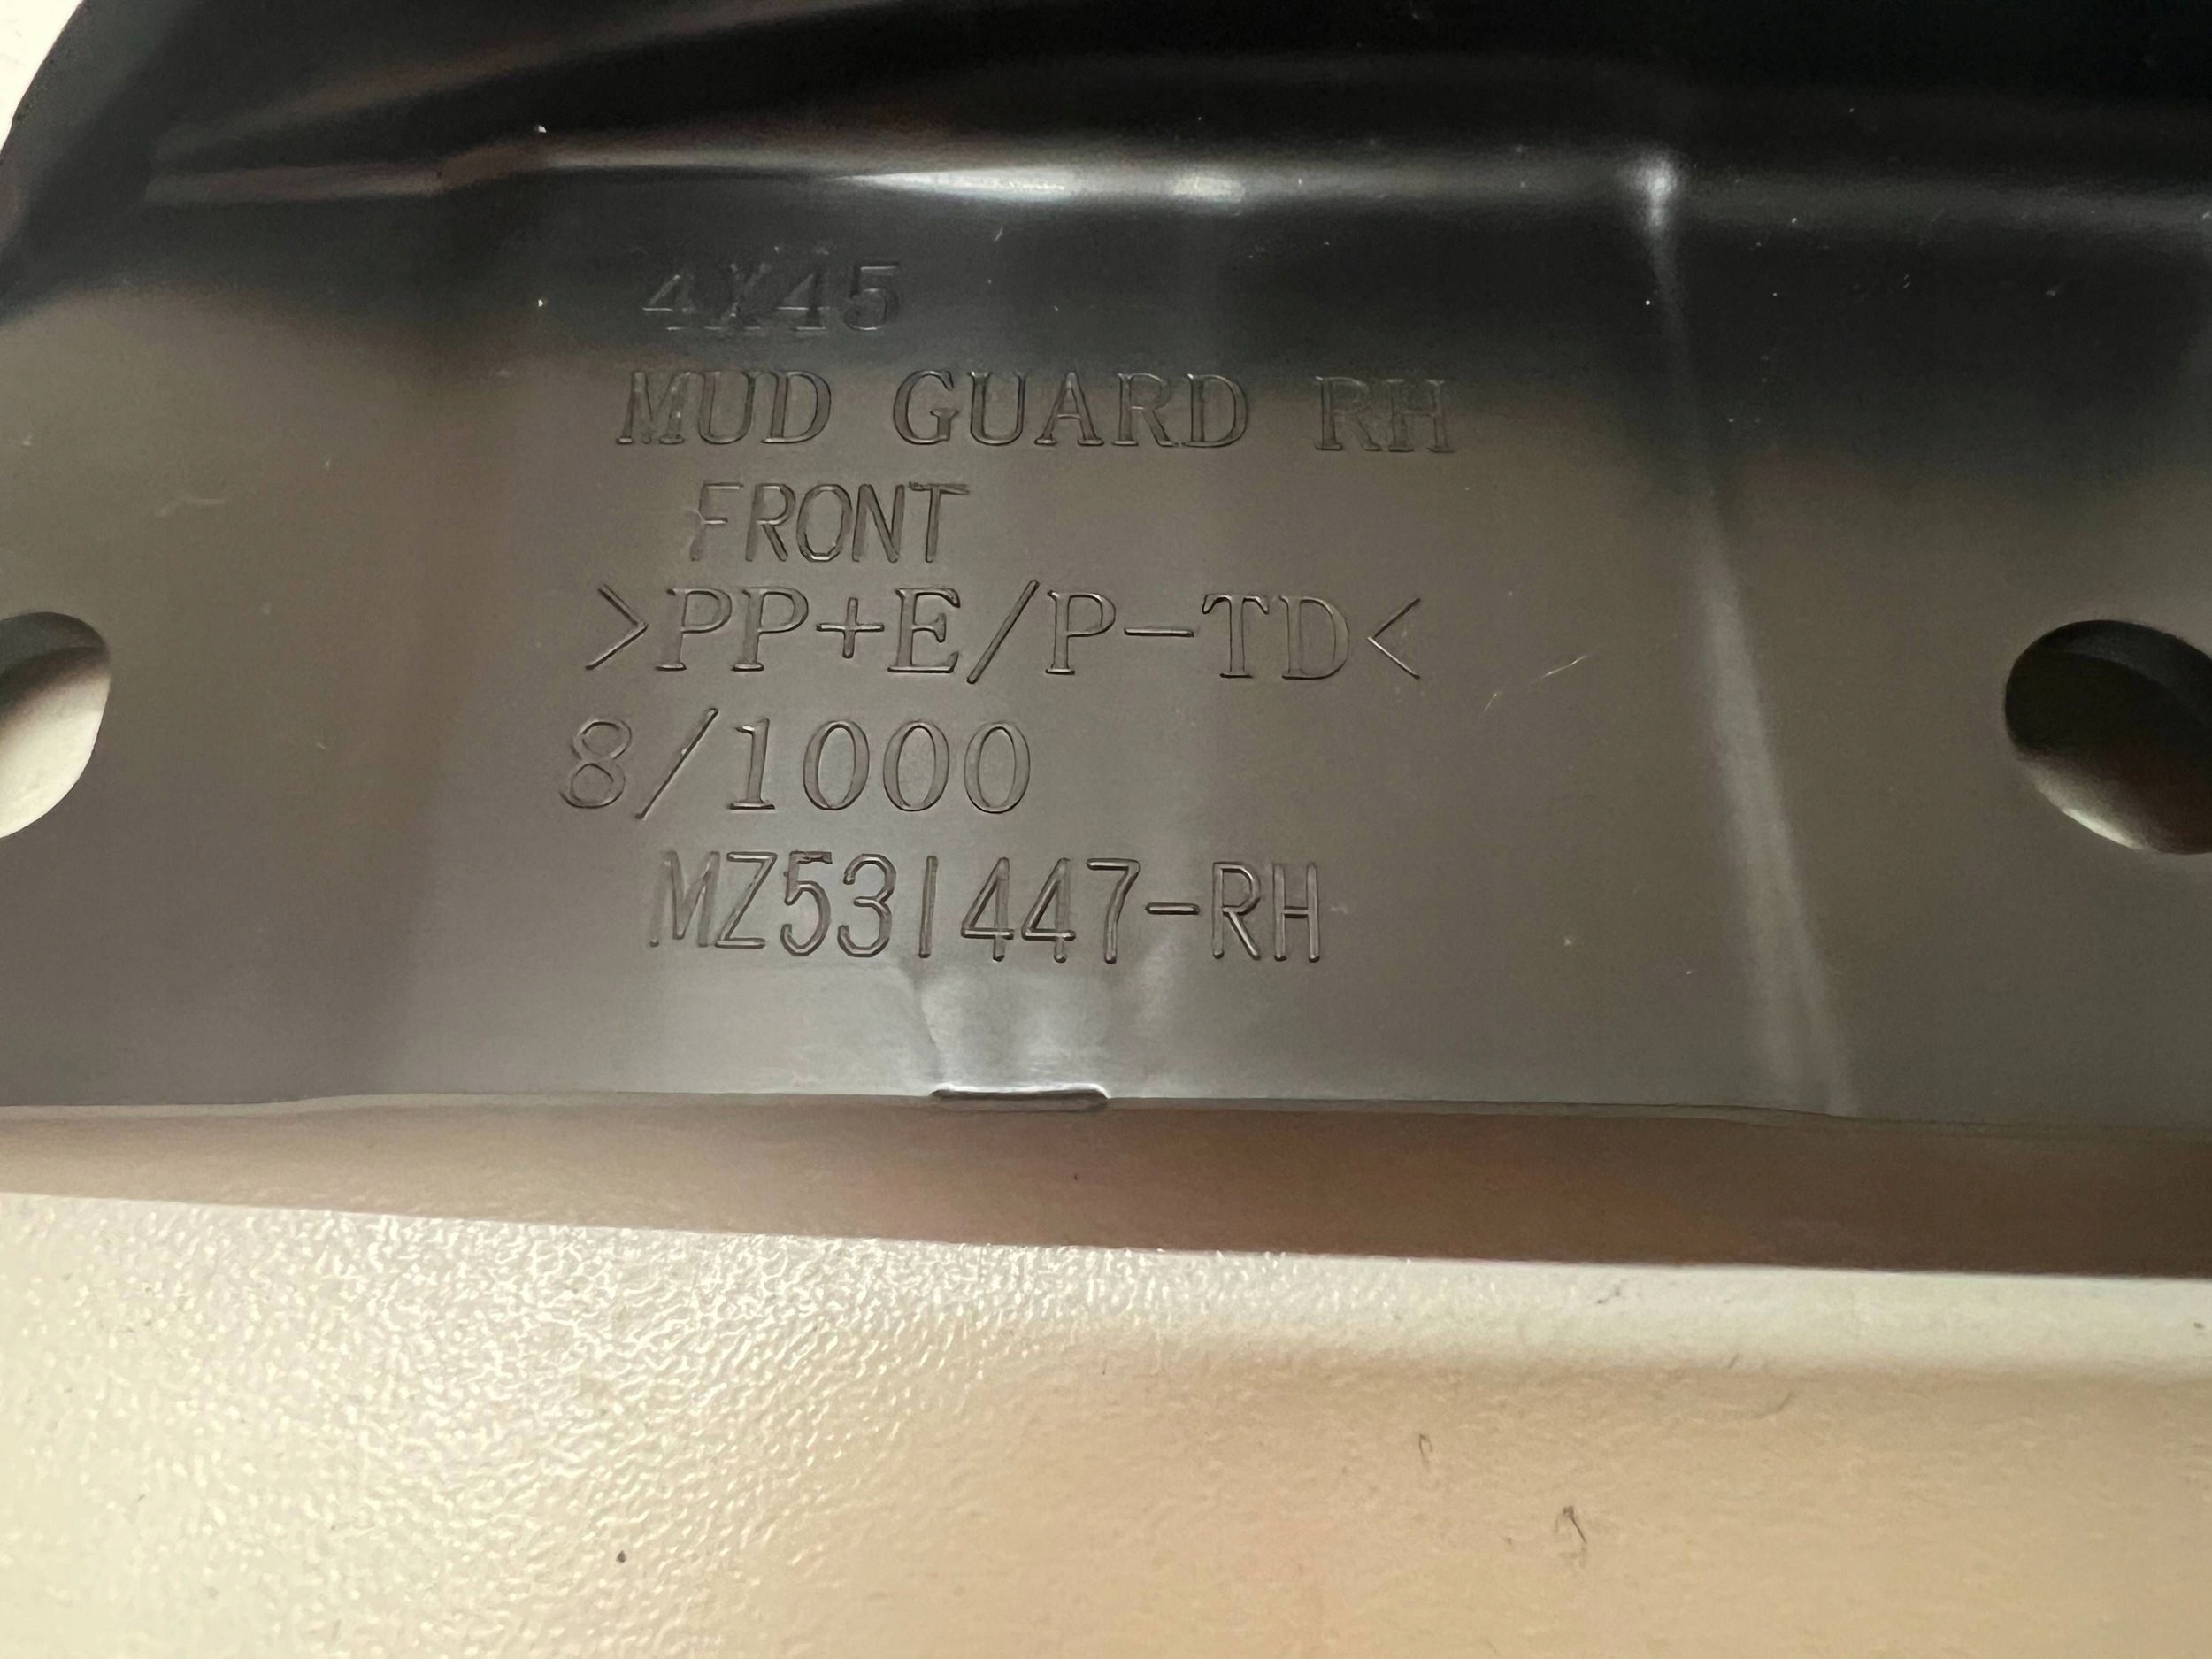 4X45
MUD GUARD RH
FRONT
>PP+E/P-TD<
8/1000
MZ531447-RH